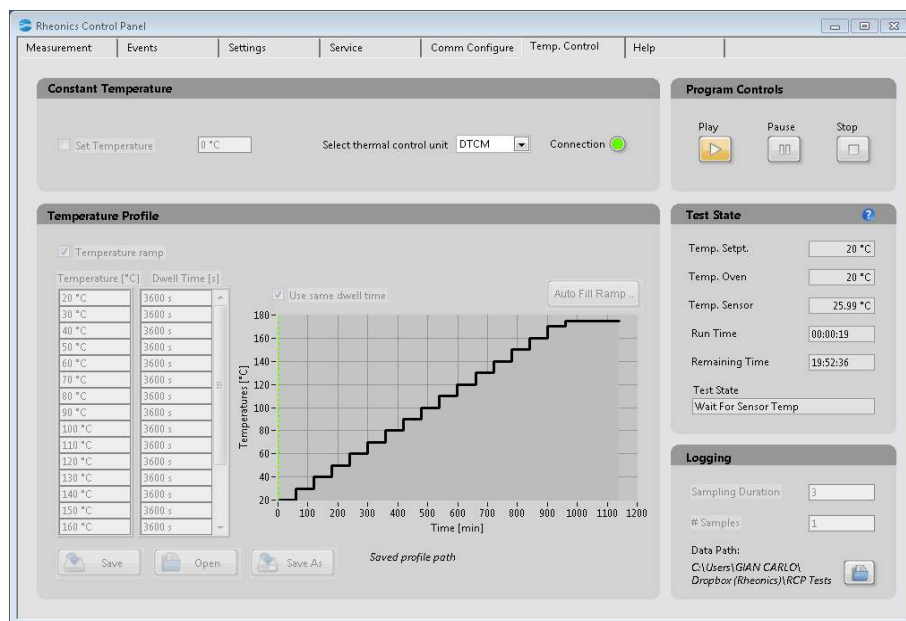 Rheonics Control Panel
Measurement Events Settings Service Comm Configure Temp. Control Help
Constant Temperature
Set Temperature 0 °C Select thermal control unit DTCM Connection
Program Controls
Play Pause Stop
Temperature Profile
Temperature ramp
Temperature [°C] Dwell Time [s]
20 °C 3600 s
30 °C 3600 s
40 °C 3600 s
50 °C 3600 s
60 °C 3600 s
70 °C 3600 s
80 °C 3600 s
90 °C 3600 s
100 °C 3600 s
110 °C 3600 s
120 °C 3600 s
130 °C 3600 s
140 °C 3600 s
150 °C 3600 s
160 °C 3600 s
Use same dwell time Auto Fill Ramp ..
Temperatures [°C]
180
160
140
120
100
80
60
40
20
0 100 200 300 400 500 600 700 800 900 1000 1100 1200
Time [min]
Save Open Save As Saved profile path
Test State ?
Temp. Setpt. 20 °C
Temp. Oven 20 °C
Temp. Sensor 25.99 °C
Run Time 00:00:19
Remaining Time 19:52:36
Test State
Wait For Sensor Temp
Logging
Sampling Duration 3
# Samples 1
Data Path:
C:\Users\GIAN CARLO\
Dropbox (Rheonics)\RCP Tests